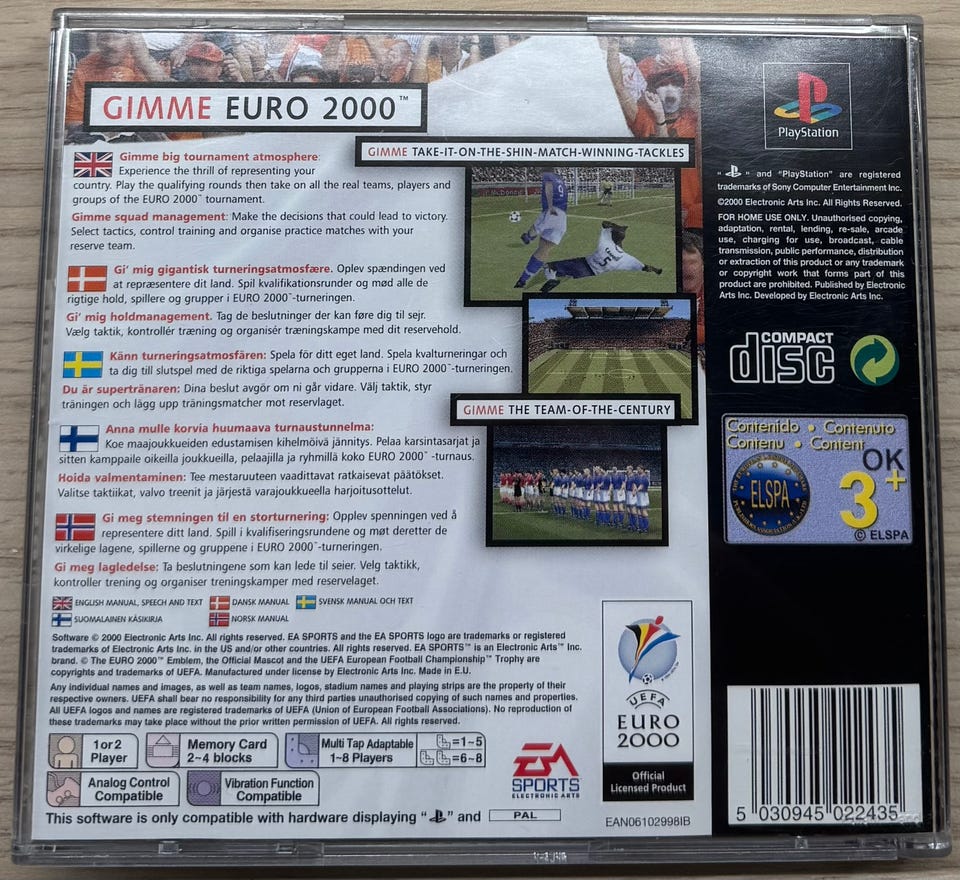 GIMME EURO 2000™
Gimme big tournament atmosphere:
Experience the thrill of representing your
country. Play the qualifying rounds then take on all the real teams, players and
groups of the EURO 2000™ tournament.
Gimme squad management: Make the decisions that could lead to victory.
Select tactics, control training and organise practice matches with your
reserve team.
Gi' mig gigantisk turneringsatmosfære. Oplev spændingen ved
at repræsentere dit land. Spil kvalifikationsrunder og mød alle de
rigtige hold, spillere og grupper i EURO 2000™-turneringen.
Gi' mig holdmanagement. Tag de beslutninger der kan føre dig til sejr.
Vælg taktik, kontrollér træning og organisér træningskampe med dit reservehold.
Känn turneringsatmosfären: Spela för ditt eget land. Spela kvalturneringar och
ta dig till slutspel med de riktiga spelarna och grupperna i EURO 2000™-turneringen.
Du är supertränaren: Dina beslut avgör om ni går vidare. Välj taktik, styr
träningen och lägg upp träningsmatcher mot reservlaget.
Anna mulle korvia huumaava turnaustunnelma:
Koe maajoukkueiden edustamisen kihelmöivä jännitys. Pelaa karsintasarjat ja
sitten kamppaile oikeilla joukkueilla, pelaajilla ja ryhmillä koko EURO 2000™-turnaus.
Hoida valmentaminen: Tee mestaruuteen vaadittavat ratkaisevat päätökset.
Valitse taktiikat, valvo treenit ja järjestä varajoukkueella harjoitusottelut.
Gi meg stemningen til en storturnering: Opplev spenningen ved å
representere ditt land. Spill i kvalifiseringsrundene og møt deretter de
virkelige lagene, spillerne og gruppene i EURO 2000™-turneringen.
Gi meg lagledelse: Ta beslutningene som kan lede til seier. Velg taktikk,
kontroller trening og organiser treningskamper med reservelaget.
ENGLISH MANUAL, SPEECH AND TEXT DANSK MANUAL SVENSK MANUAL OCH TEXT
SUOMALAINEN KÄSIKIRJA NORSK MANUAL
Software © 2000 Electronic Arts Inc. All rights reserved. EA SPORTS and the EA SPORTS logo are trademarks or registered
trademarks of Electronic Arts Inc. in the US and/or other countries. All rights reserved. EA SPORTS™ is an Electronic Arts™ Inc.
brand. © The EURO 2000™ Emblem, the Official Mascot and the UEFA European Football Championship™ Trophy are
copyrights and trademarks of UEFA. Manufactured under license by Electronic Arts Inc. Made in E.U.
Any individual names and images, as well as team names, logos, stadium names and playing strips are the property of their
respective owners. UEFA shall bear no responsibility for any third parties unauthorised copying of such names and properties.
All UEFA logos and names are registered trademarks of UEFA (Union of European Football Associations). No reproduction of
these trademarks may take place without the prior written permission of UEFA. All rights reserved.
1 or 2
Player
Memory Card
2~4 blocks
Multi Tap Adaptable
1~8 Players
=1~5
=6~8
Analog Control
Compatible
Vibration Function
Compatible
This software is only compatible with hardware displaying " " and PAL
EA
SPORTS
ELECTRONIC ARTS
GIMME TAKE-IT-ON-THE-SHIN-MATCH-WINNING-TACKLES
McDonald's
GIMME THE TEAM-OF-THE-CENTURY
UEFA
EURO
2000
Official
Licensed Product
EAN06102998IB
PlayStation
" " and "PlayStation" are registered
trademarks of Sony Computer Entertainment Inc.
©2000 Electronic Arts Inc. All Rights Reserved.
FOR HOME USE ONLY. Unauthorised copying,
adaptation, rental, lending, re-sale, arcade
use, charging for use, broadcast, cable
transmission, public performance, distribution
or extraction of this product or any trademark
or copyright work that forms part of this
product are prohibited. Published by Electronic
Arts Inc. Developed by Electronic Arts Inc.
COMPACT
disc
Contenido • Contenuto
Contenu • Content
OK
3+
ELSPA
© ELSPA
5 030945 022435